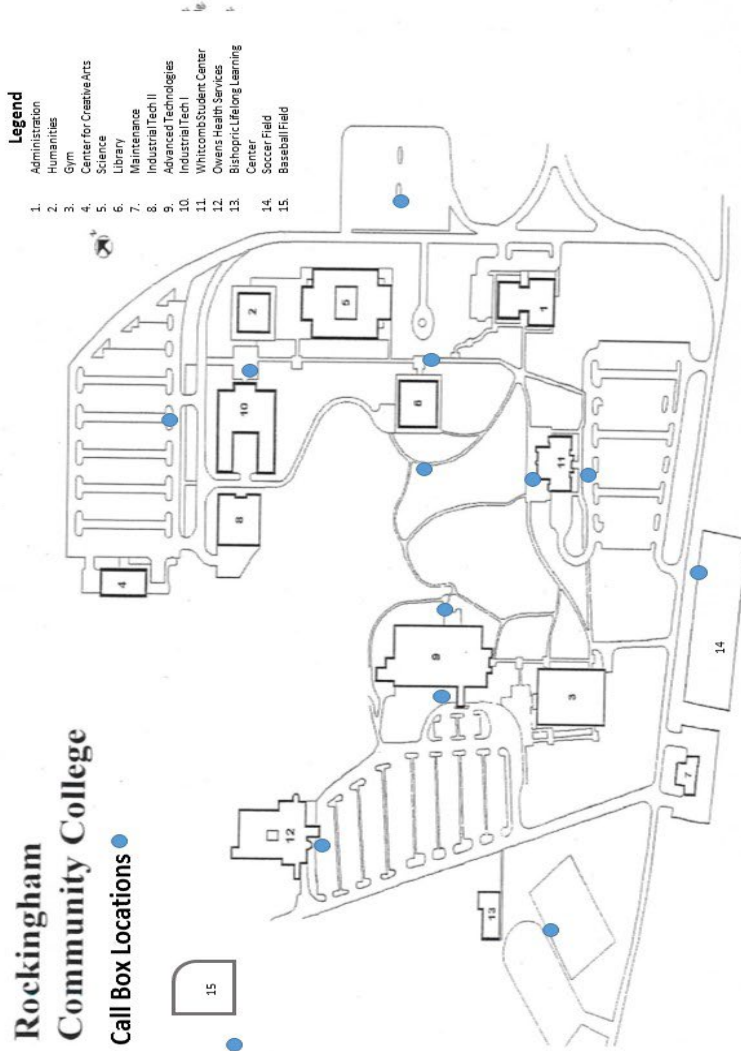 Rockingham
Community College
Call Box Locations
Legend
1. Administration
2. Humanities
3. Gym
4. Center for Creative Arts
5. Science
6. Library
7. Maintenance
8. Industrial Tech II
9. Advanced Technologies
10. Industrial Tech I
11. Whitcomb Student Center
12. Owens Health Services
13. Bishopric Lifelong Learning
Center
14. Soccer Field
15. Baseball Field
4
8
10
2
5
6
1
11
9
3
12
13
7
14
15